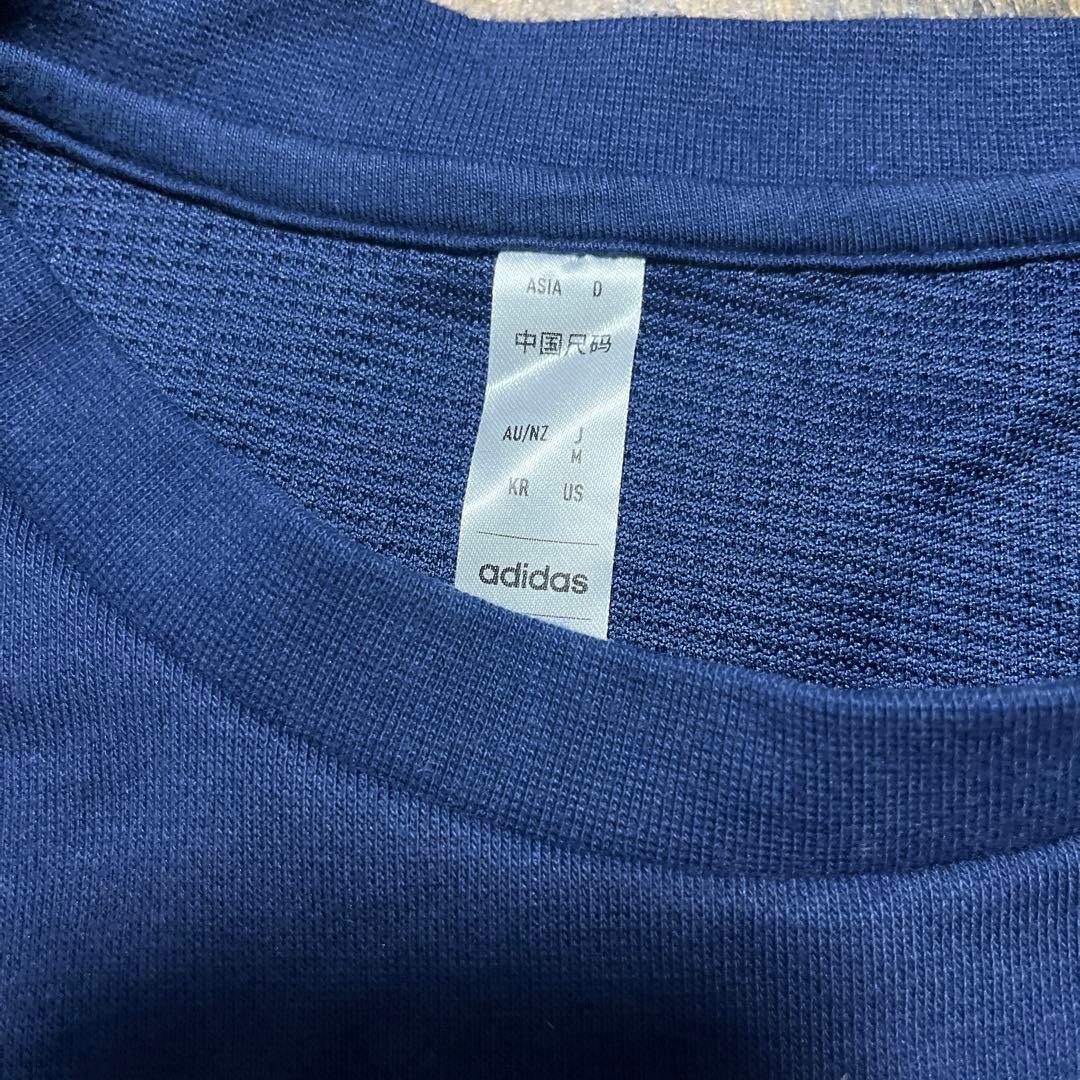 ASIA D
中国尺码
AU/NZ J
M
KR US
adidas